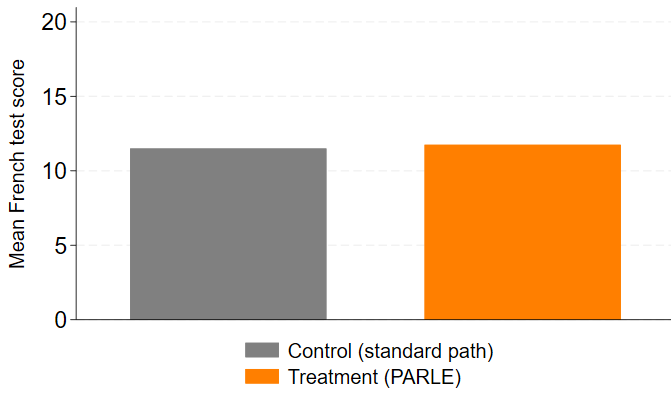 20
15
10
5
0
Mean French test score
Control (standard path)
Treatment (PARLE)